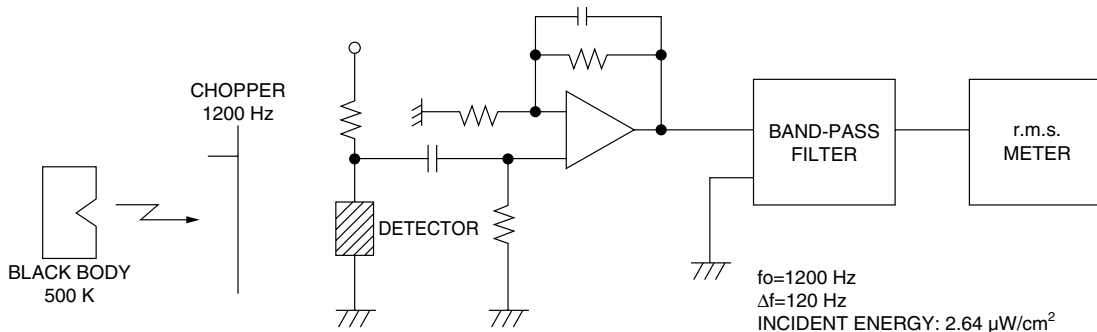 CHOPPER
1200 Hz
BLACK BODY
500 K
DETECTOR
BAND-PASS
FILTER
r.m.s.
METER
fo=1200 Hz
Δf=120 Hz
INCIDENT ENERGY: 2.64 μW/cm²